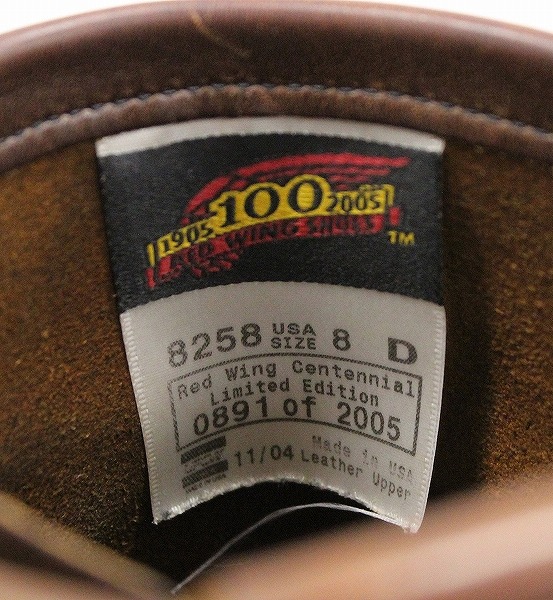 1905 100 2005
RED WING SHOES
TM
8258 USA SIZE 8 D
Red Wing Centennial
Limited Edition
0891 of 2005
11/04 Made in USA
Leather Upper